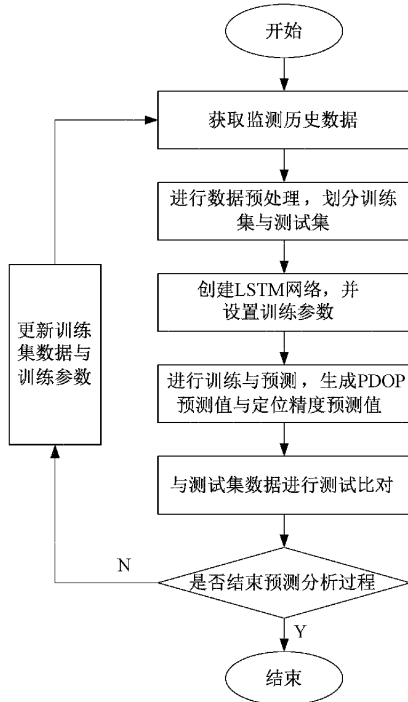 开始
获取监测历史数据
进行数据预处理，划分训练
集与测试集
创建LSTM网络，并
设置训练参数
进行训练与预测，生成PDOP
预测值与定位精度预测值
与测试集数据进行测试比对
是否结束预测分析过程
Y
结束
N
更新训练
集数据与
训练参数